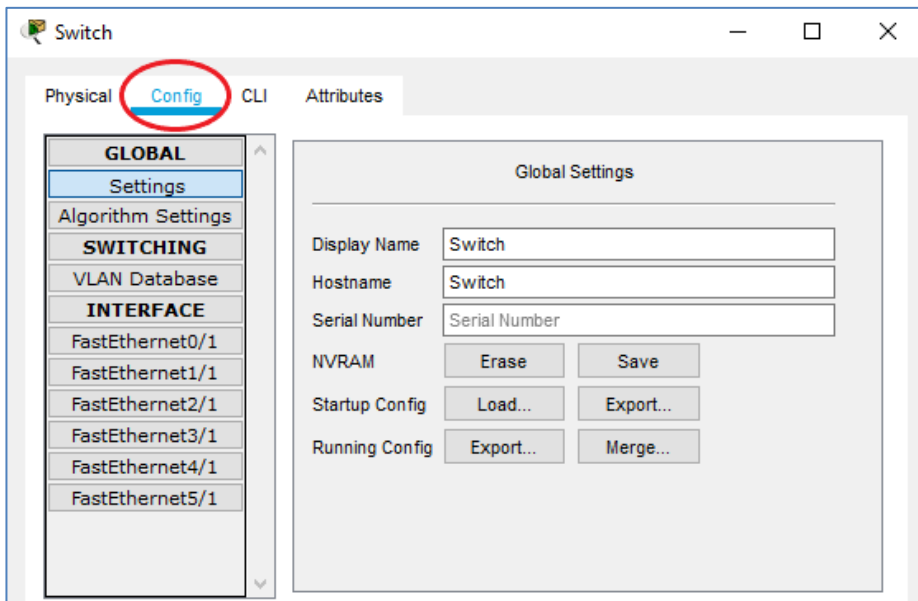 Switch
Physical Config CLI Attributes
GLOBAL
Settings
Algorithm Settings
SWITCHING
VLAN Database
INTERFACE
FastEthernet0/1
FastEthernet1/1
FastEthernet2/1
FastEthernet3/1
FastEthernet4/1
FastEthernet5/1
Global Settings
Display Name Switch
Hostname Switch
Serial Number Serial Number
NVRAM Erase Save
Startup Config Load... Export...
Running Config Export... Merge...